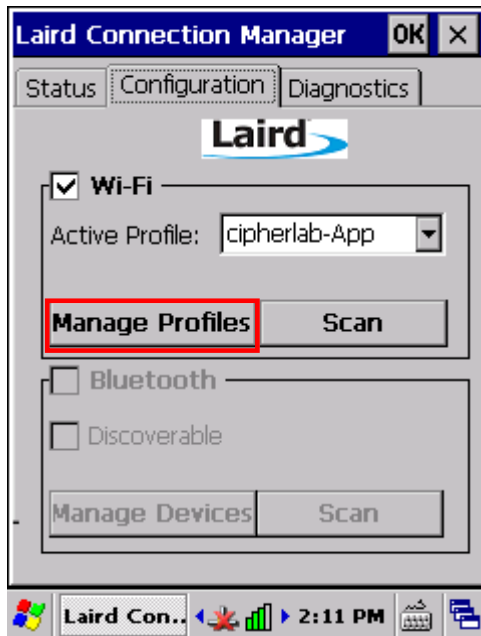 Laird Connection Manager OK ×
Status Configuration Diagnostics
Laird
Wi-Fi
Active Profile: cipherlab-App
Manage Profiles Scan
Bluetooth
Discoverable
Manage Devices Scan
Laird Con.. 2:11 PM